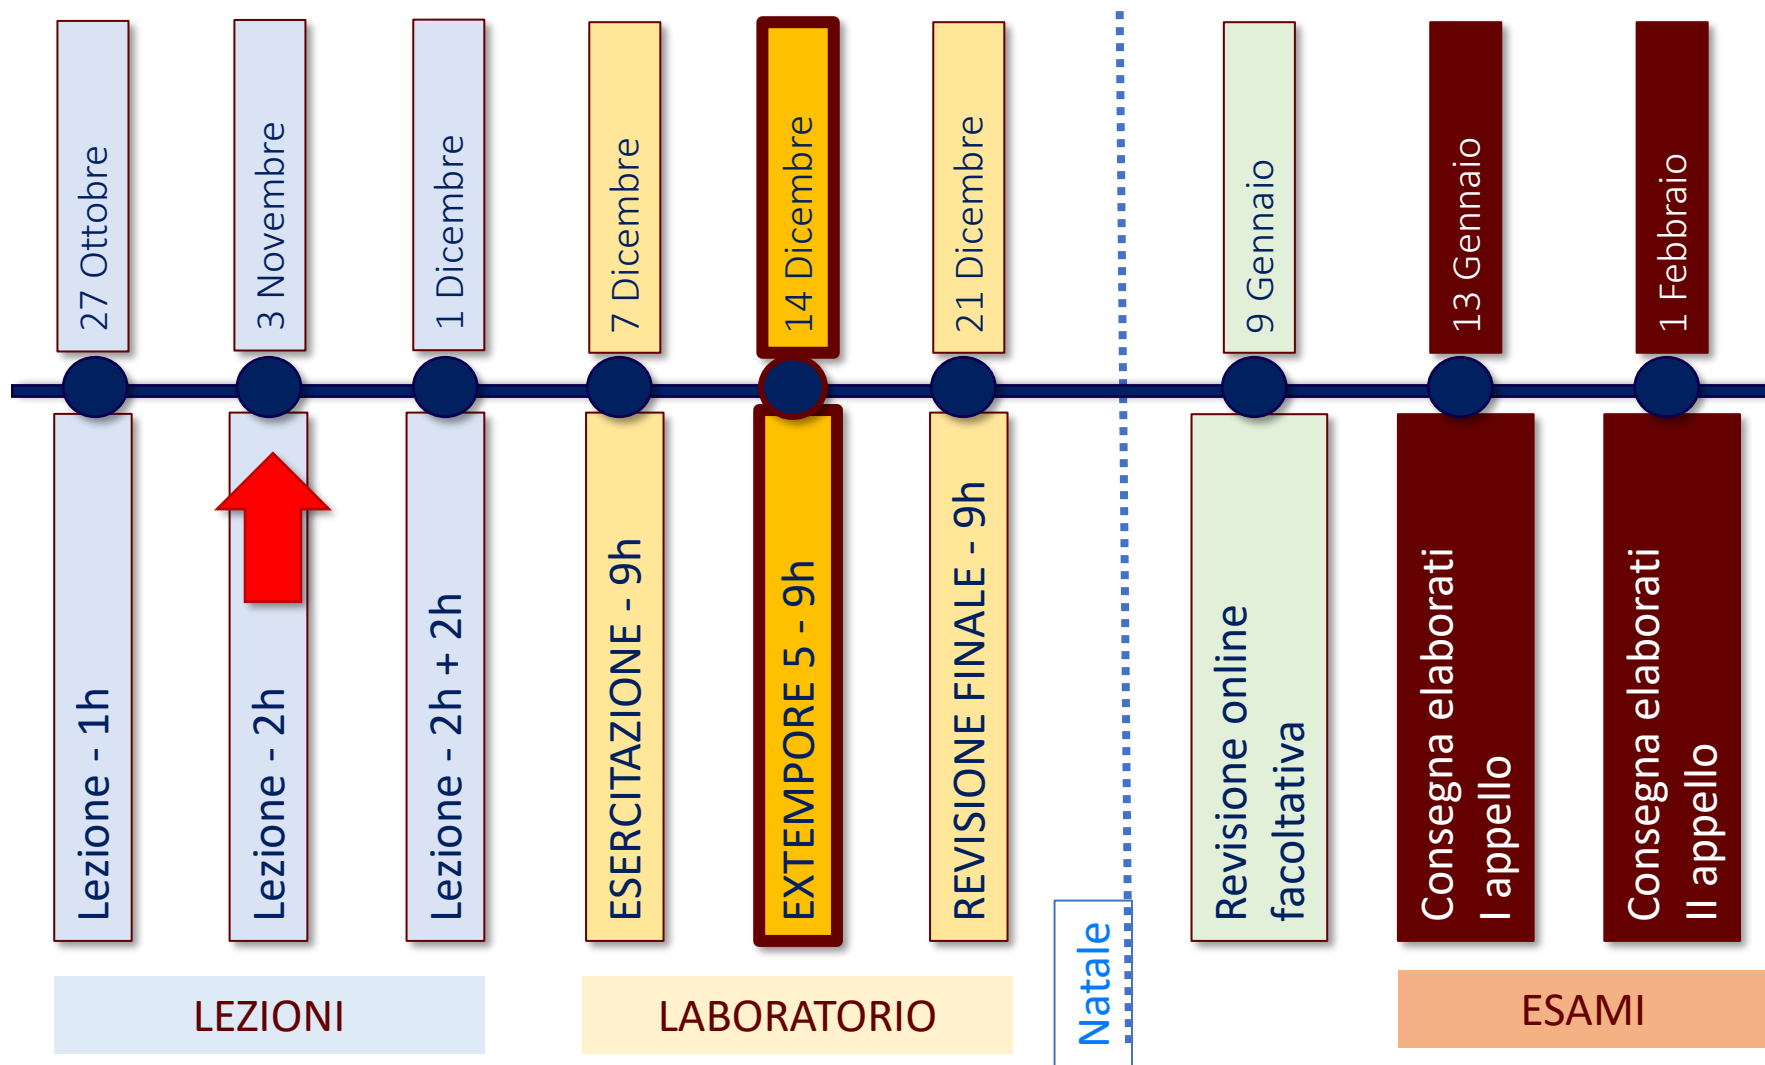 27 Ottobre
3 Novembre
1 Dicembre
7 Dicembre
14 Dicembre
21 Dicembre
9 Gennaio
13 Gennaio
1 Febbraio
Lezione - 1h
Lezione - 2h
Lezione - 2h + 2h
ESERCITAZIONE - 9h
EXTEMPORE 5 - 9h
REVISIONE FINALE - 9h
Natale
Revisione online
facoltativa
Consegna elaborati
I appello
Consegna elaborati
II appello
LEZIONI
LABORATORIO
ESAMI